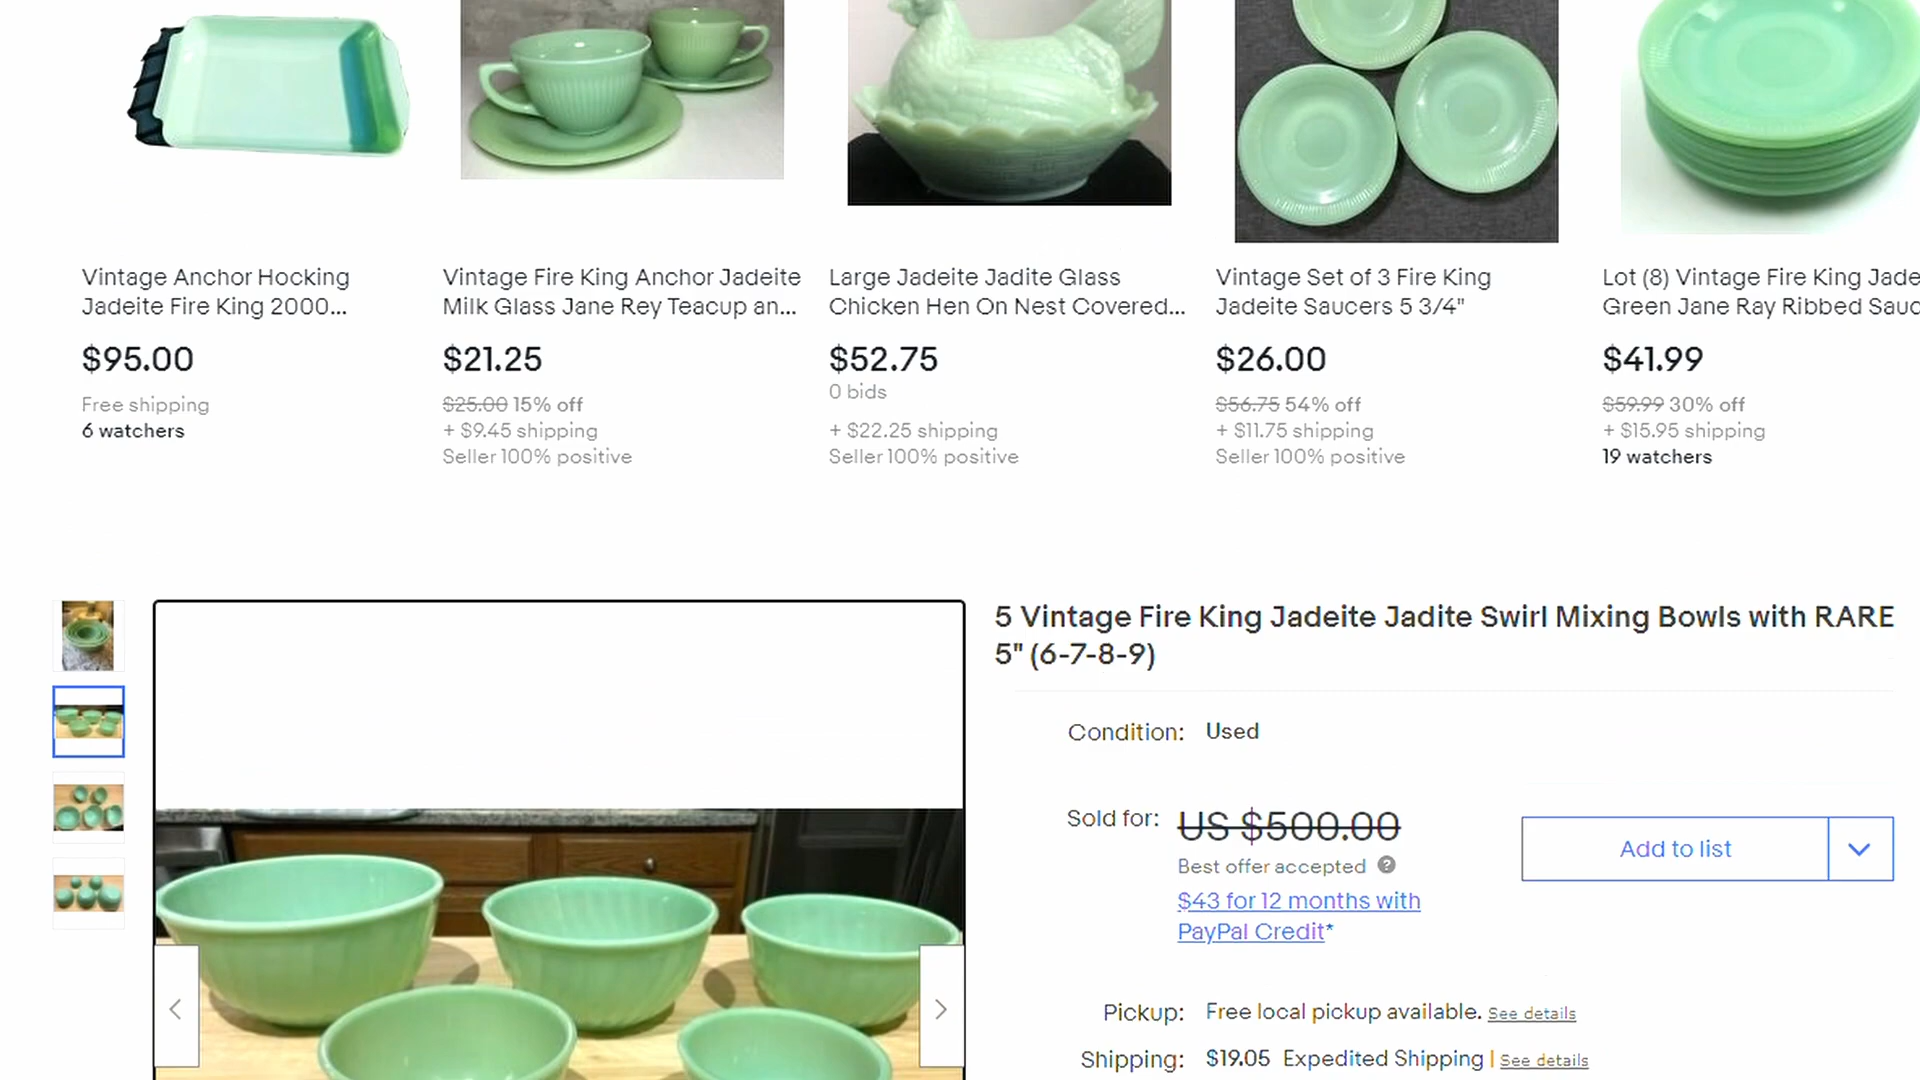 Vintage Anchor Hocking
Jadeite Fire King 2000...
$95.00
Free shipping
6 watchers
Vintage Fire King Anchor Jadeite
Milk Glass Jane Rey Teacup an...
$21.25
$25.00 15% off
+ $9.45 shipping
Seller 100% positive
Large Jadeite Jadite Glass
Chicken Hen On Nest Covered...
$52.75
0 bids
+ $22.25 shipping
Seller 100% positive
Vintage Set of 3 Fire King
Jadeite Saucers 5 3/4"
$26.00
$56.75 54% off
+ $11.75 shipping
Seller 100% positive
Lot (8) Vintage Fire King Jade
Green Jane Ray Ribbed Sauc
$41.99
$59.99 30% off
+ $15.95 shipping
19 watchers
5 Vintage Fire King Jadeite Jadite Swirl Mixing Bowls with RARE
5" (6-7-8-9)
Condition: Used
Sold for: US $500.00
Best offer accepted ?
$43 for 12 months with
PayPal Credit*
Add to list
Pickup: Free local pickup available. See details
Shipping: $19.05 Expedited Shipping | See details